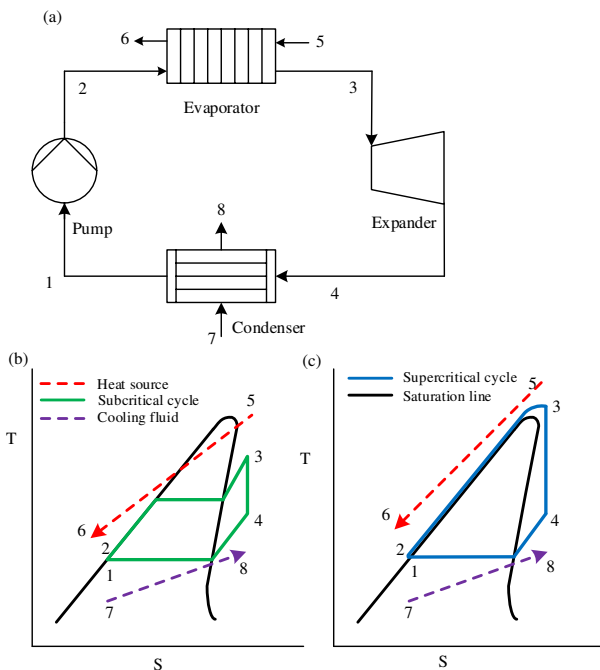 (a)
6
5
2
Evaporator
3
Pump
Expander
8
1
4
7
Condenser
(b)
Heat source
Subcritical cycle
Cooling fluid
5
T
3
4
6
2
1
8
7
S
(c)
Supercritical cycle
Saturation line
5
3
T
6
4
2
1
8
7
S